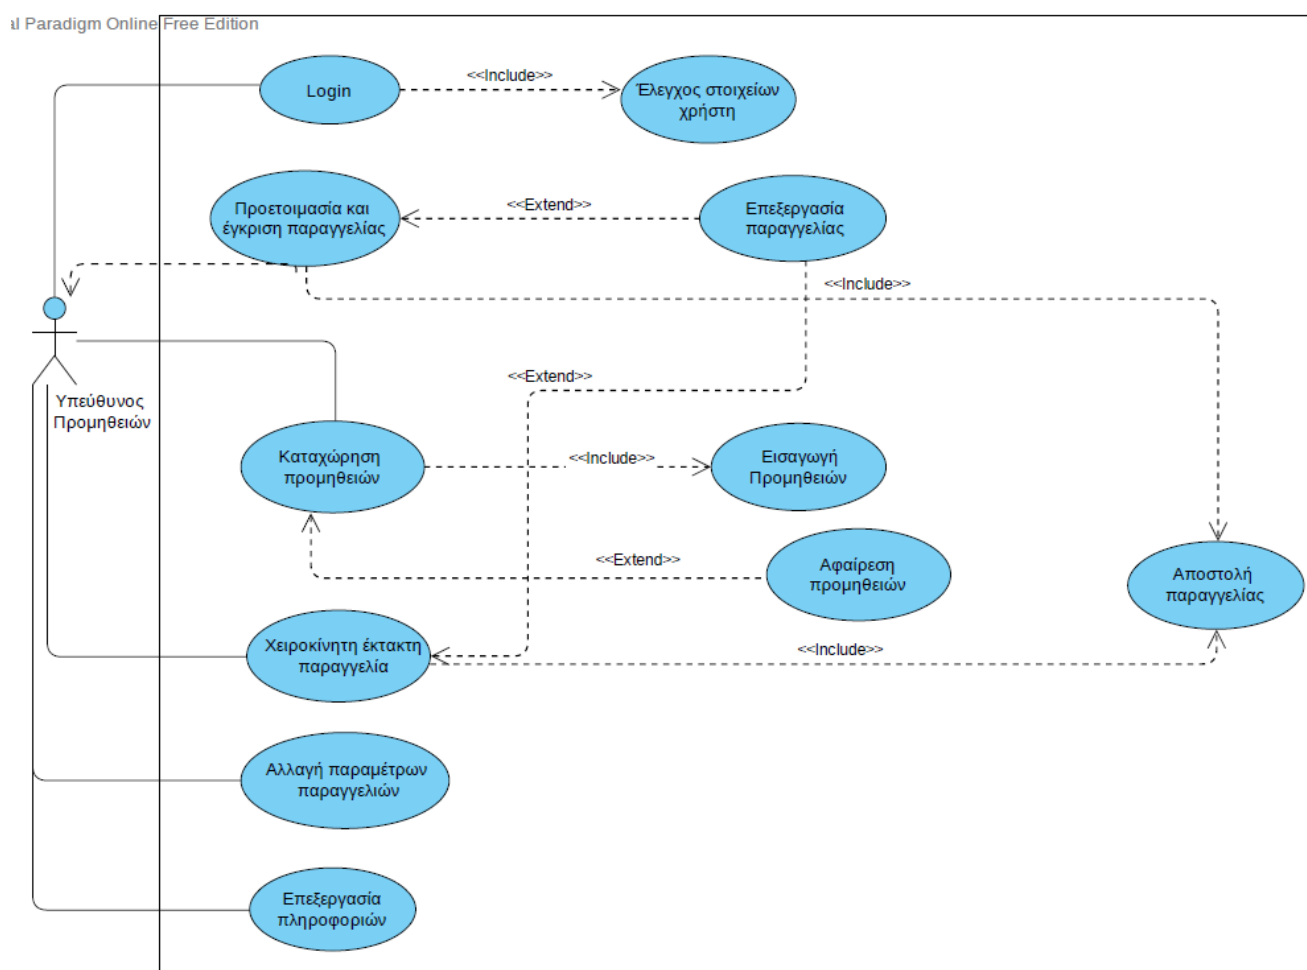 al Paradigm Online Free Edition
Login
<<Include>>
Έλεγχος στοιχείων
χρήστη
Προετοιμασία και
έγκριση παραγγελίας
<<Extend>>
Επεξεργασία
παραγγελίας
<<Include>>
<<Extend>>
Υπεύθυνος
Προμηθειών
Καταχώρηση
προμηθειών
<<Include>>
Εισαγωγή
Προμηθειών
<<Extend>>
Αφαίρεση
προμηθειών
Αποστολή
παραγγελίας
Χειροκίνητη έκτακτη
παραγγελία
<<Include>>
Αλλαγή παραμέτρων
παραγγελιών
Επεξεργασία
πληροφοριών